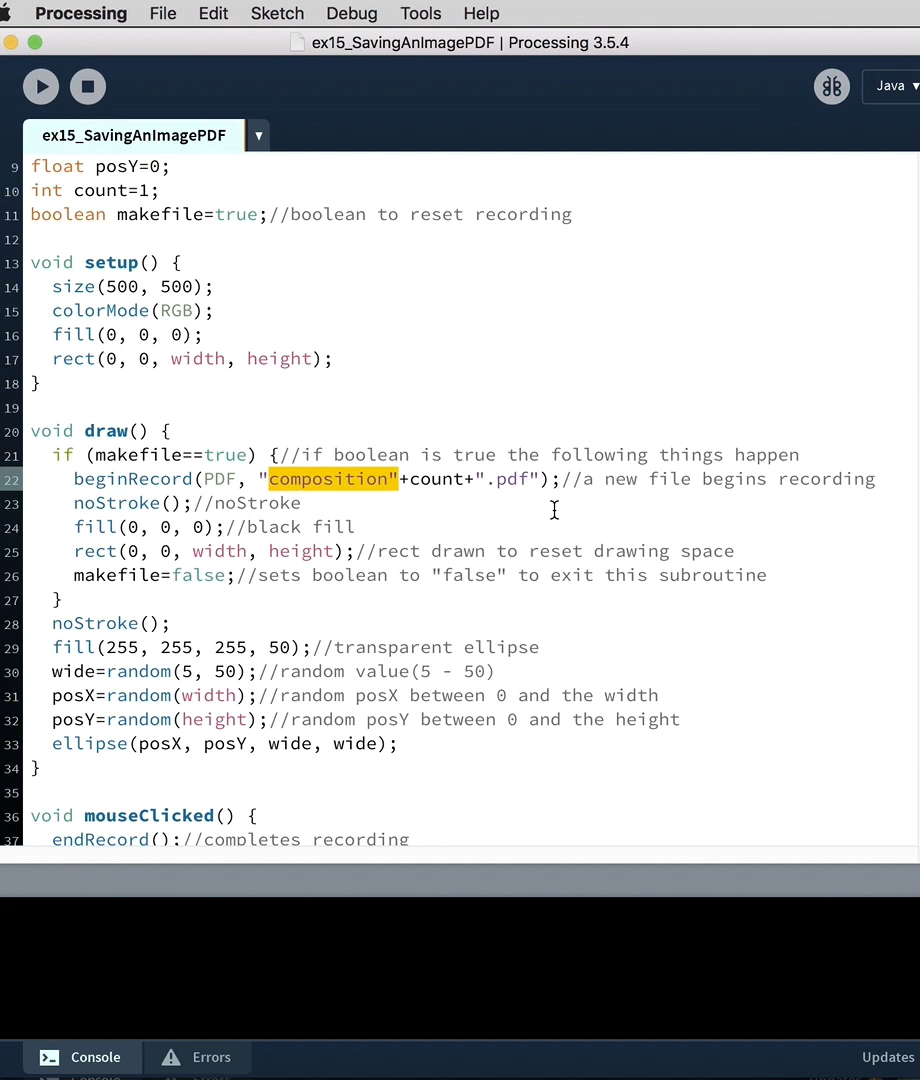 Processing File Edit Sketch Debug Tools Help
ex15_SavingAnImagePDF | Processing 3.5.4
Java ▾
ex15_SavingAnImagePDF ▾
9 float posY=0;
10 int count=1;
11 boolean makefile=true;//boolean to reset recording
12
13 void setup() {
14 size(500, 500);
15 colorMode(RGB);
16 fill(0, 0, 0);
17 rect(0, 0, width, height);
18 }
19
20 void draw() {
21 if (makefile==true) {//if boolean is true the following things happen
22 beginRecord(PDF, "composition"+count+".pdf");//a new file begins recording
23 noStroke();//noStroke
24 fill(0, 0, 0);//black fill
25 rect(0, 0, width, height);//rect drawn to reset drawing space
26 makefile=false;//sets boolean to "false" to exit this subroutine
27 }
28 noStroke();
29 fill(255, 255, 255, 50);//transparent ellipse
30 wide=random(5, 50);//random value(5 - 50)
31 posX=random(width);//random posX between 0 and the width
32 posY=random(height);//random posY between 0 and the height
33 ellipse(posX, posY, wide, wide);
34 }
35
36 void mouseClicked() {
37 endRecord();//completes recording
Console Errors Updates